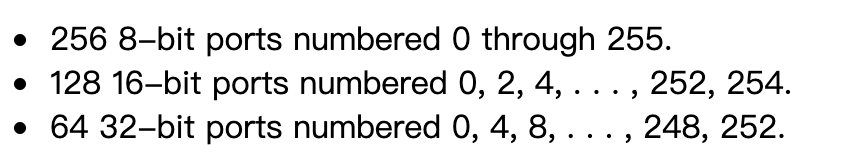 • 256 8–bit ports numbered 0 through 255.
• 128 16–bit ports numbered 0, 2, 4, . . . , 252, 254.
• 64 32–bit ports numbered 0, 4, 8, . . . , 248, 252.